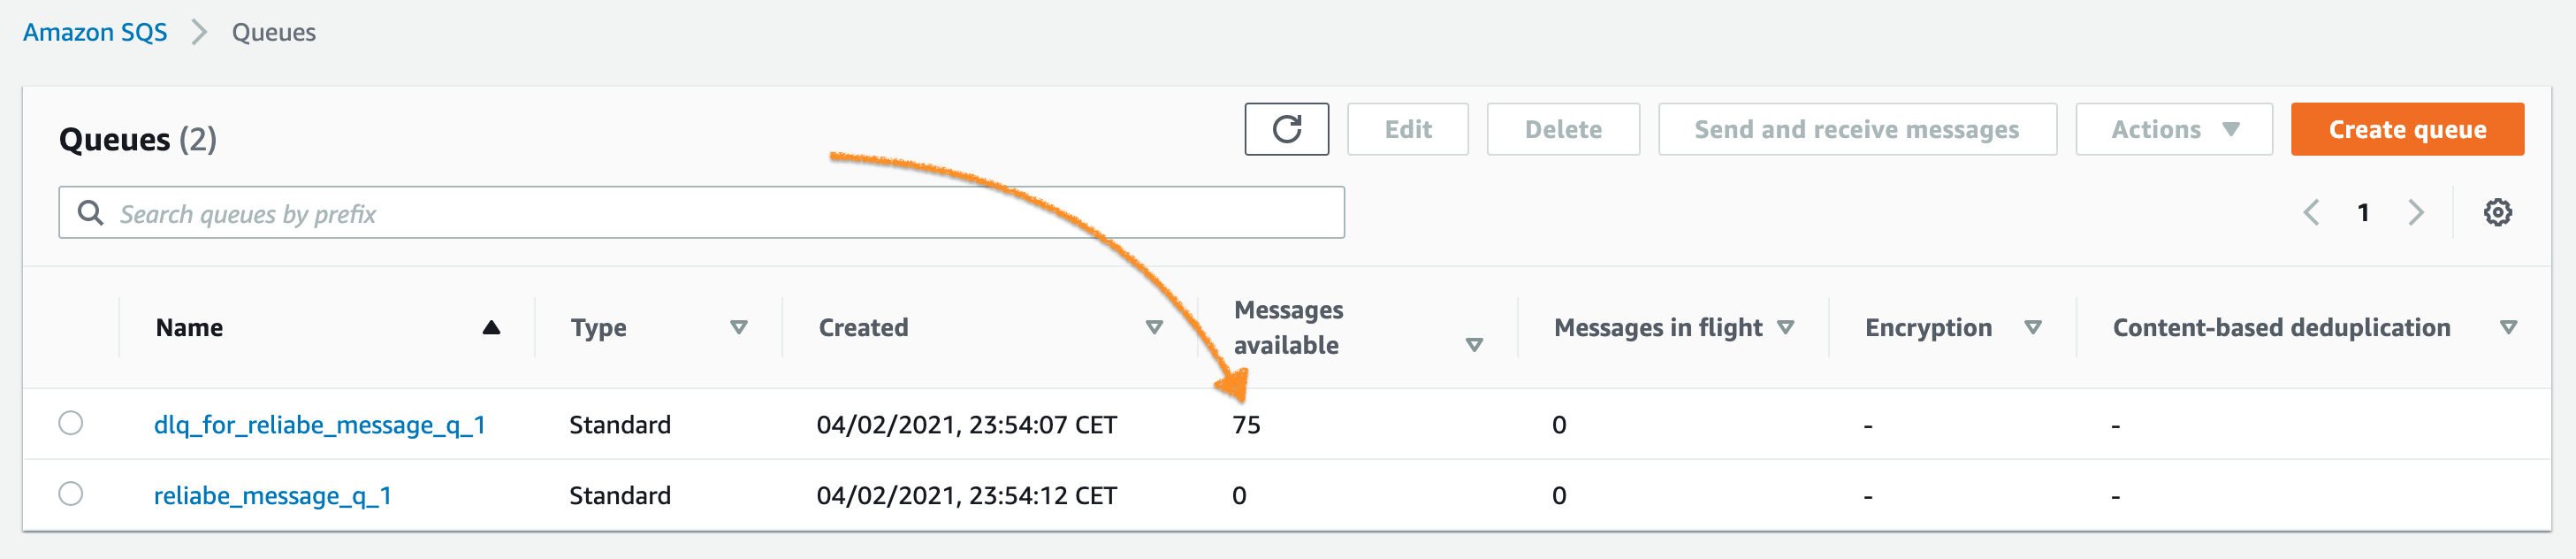 Amazon SQS > Queues
Queues (2)
Edit
Delete
Send and receive messages
Actions
Create queue
Search queues by prefix
1
Name
Type
Created
Messages
available
Messages in flight
Encryption
Content-based deduplication
dlq_for_reliabe_message_q_1 Standard 04/02/2021, 23:54:07 CET 75 0 - -
reliabe_message_q_1 Standard 04/02/2021, 23:54:12 CET 0 0 - -